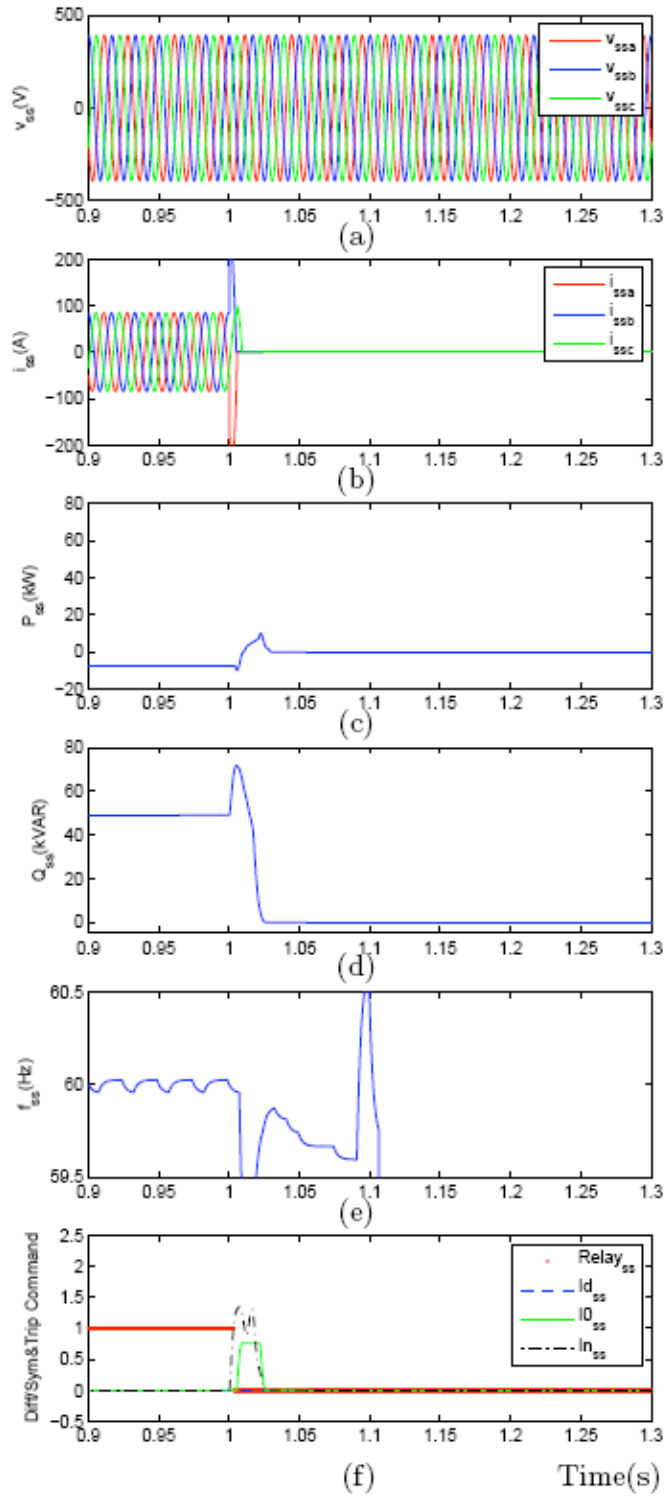 500
0
−500
v_ss(V)
v_ssa
v_ssb
v_ssc
0.9 0.95 1 1.05 1.1 1.15 1.2 1.25 1.3
(a)
200
100
0
−100
−200
i_ss(A)
i_ssa
i_ssb
i_ssc
0.9 0.95 1 1.05 1.1 1.15 1.2 1.25 1.3
(b)
80
60
40
20
0
−20
P_ss(kW)
0.9 0.95 1 1.05 1.1 1.15 1.2 1.25 1.3
(c)
80
60
40
20
0
Q_ss(kVAR)
0.9 0.95 1 1.05 1.1 1.15 1.2 1.25 1.3
(d)
60.5
60
59.5
f_ss(Hz)
0.9 0.95 1 1.05 1.1 1.15 1.2 1.25 1.3
(e)
2.5
2
1.5
1
0.5
0
−0.5
Diff/Sym&Trip Command
Relay_ss
Id_ss
I0_ss
In_ss
0.9 0.95 1 1.05 1.1 1.15 1.2 1.25 1.3
(f) Time(s)